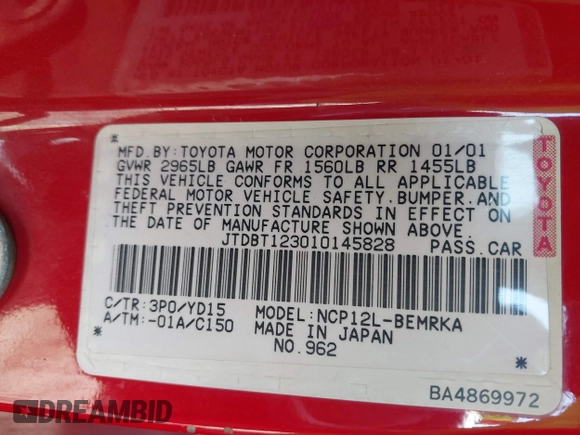 MFD.BY:TOYOTA MOTOR CORPORATION 01/01
GVWR 2965LB GAWR FR 1560LB RR 1455LB
THIS VEHICLE CONFORMS TO ALL APPLICABLE
FEDERAL MOTOR VEHICLE SAFETY.BUMPER.AND
THEFT PREVENTION STANDARDS IN EFFECT ON
THE DATE OF MANUFACTURE SHOWN ABOVE.
JTDBT123010145828 PASS.CAR
TOYOTA
C/TR:3P0/YD15 MODEL:NCP12L-BEMRKA
A/TM:-01A/C150 MADE IN JAPAN
* NO.962 *
BA4869972
DREAMBID